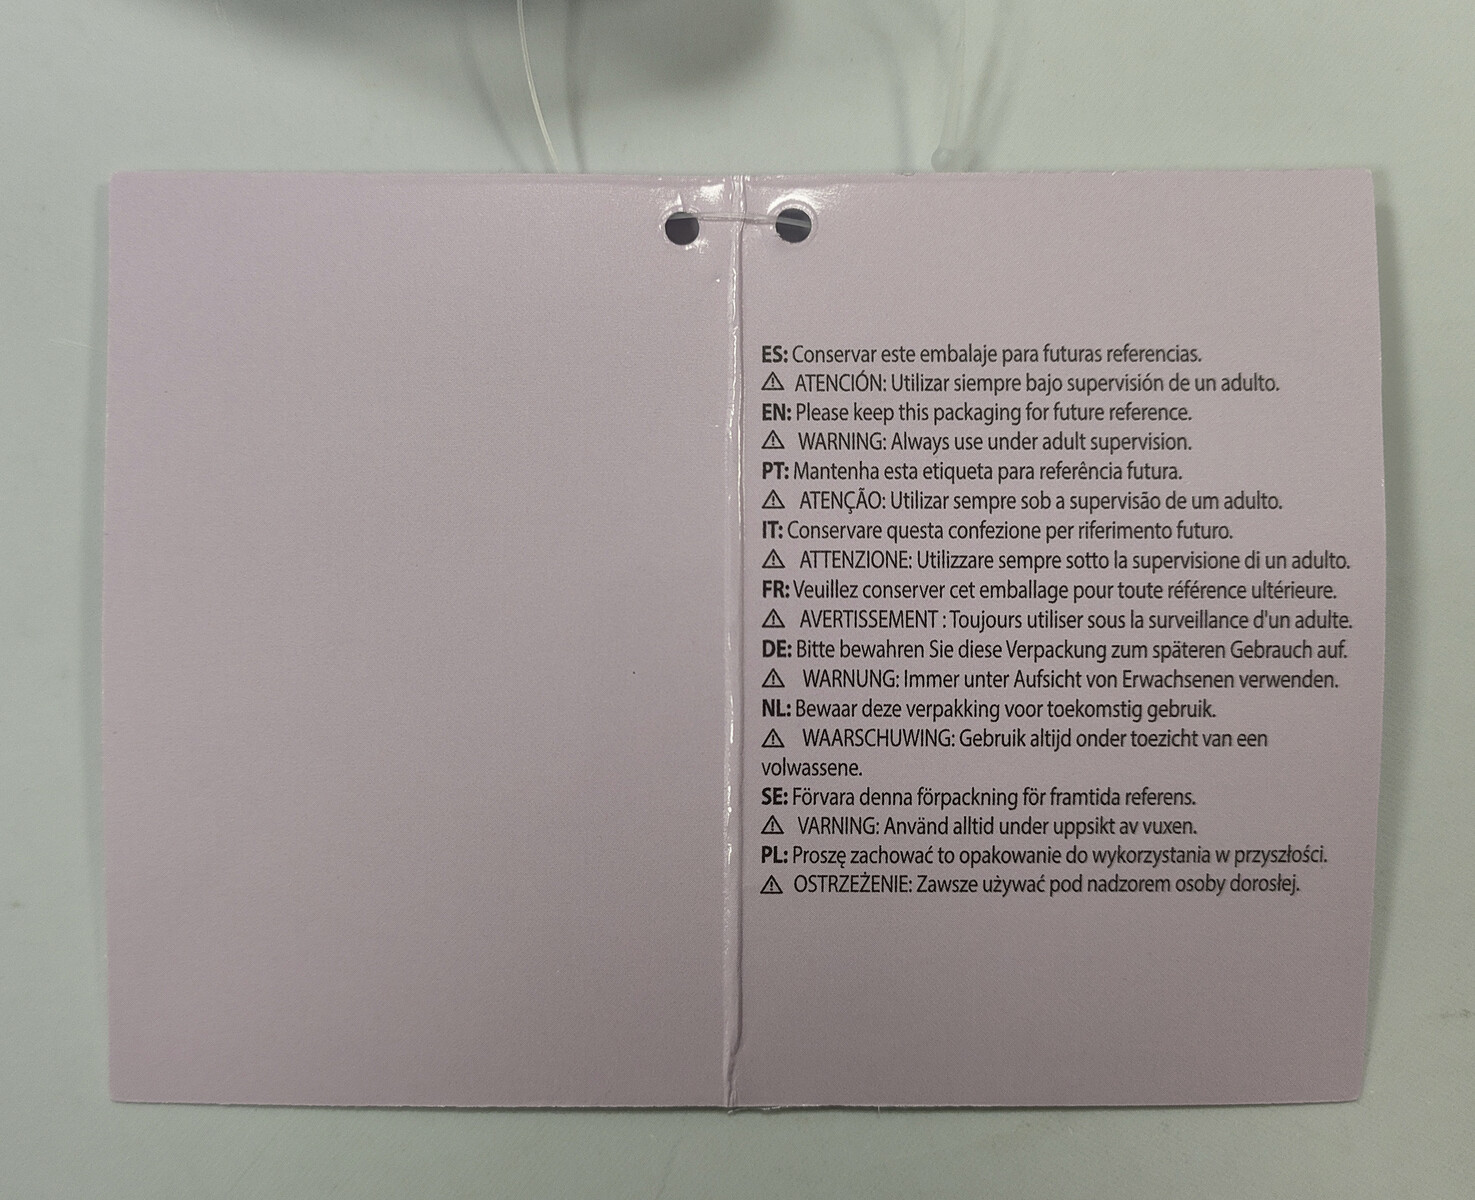 ES: Conservar este embalaje para futuras referencias.
⚠ ATENCIÓN: Utilizar siempre bajo supervisión de un adulto.
EN: Please keep this packaging for future reference.
⚠ WARNING: Always use under adult supervision.
PT: Mantenha esta etiqueta para referência futura.
⚠ ATENÇÃO: Utilizar sempre sob a supervisão de um adulto.
IT: Conservare questa confezione per riferimento futuro.
⚠ ATTENZIONE: Utilizzare sempre sotto la supervisione di un adulto.
FR: Veuillez conserver cet emballage pour toute référence ultérieure.
⚠ AVERTISSEMENT : Toujours utiliser sous la surveillance d'un adulte.
DE: Bitte bewahren Sie diese Verpackung zum späteren Gebrauch auf.
⚠ WARNUNG: Immer unter Aufsicht von Erwachsenen verwenden.
NL: Bewaar deze verpakking voor toekomstig gebruik.
⚠ WAARSCHUWING: Gebruik altijd onder toezicht van een
volwassene.
SE: Förvara denna förpackning för framtida referens.
⚠ VARNING: Använd alltid under uppsikt av vuxen.
PL: Proszę zachować to opakowanie do wykorzystania w przyszłości.
⚠ OSTRZEŻENIE: Zawsze używać pod nadzorem osoby dorosłej.